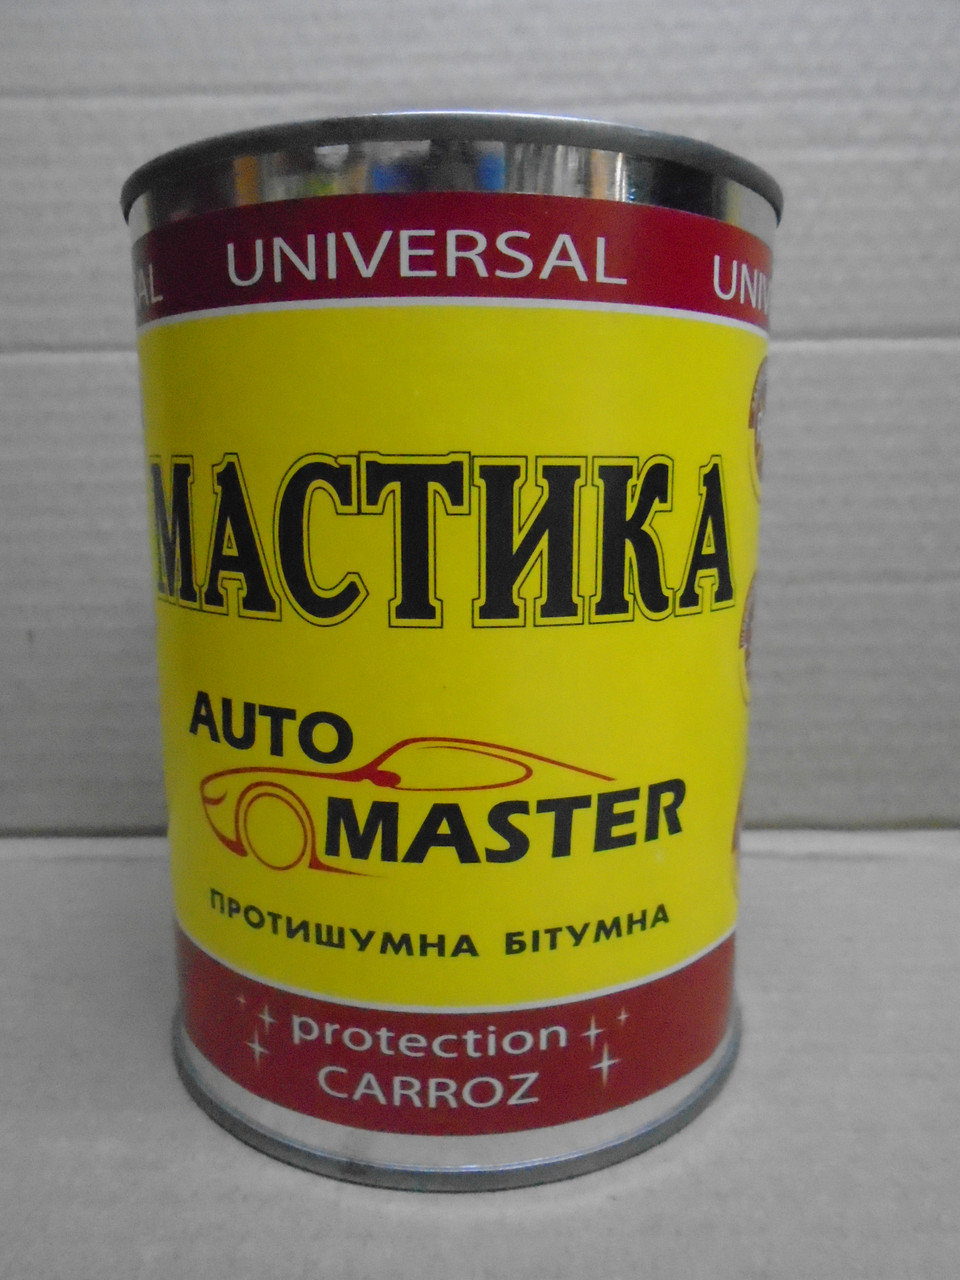 UNIVERSAL
МАСТИКА
AUTO
MASTER
ПРОТИШУМНА БІТУМНА
protection
CARROZ